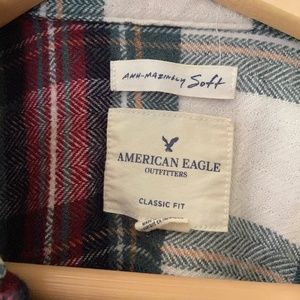 AHH-MAZINGLY Soft
AMERICAN EAGLE
OUTFITTERS
CLASSIC FIT